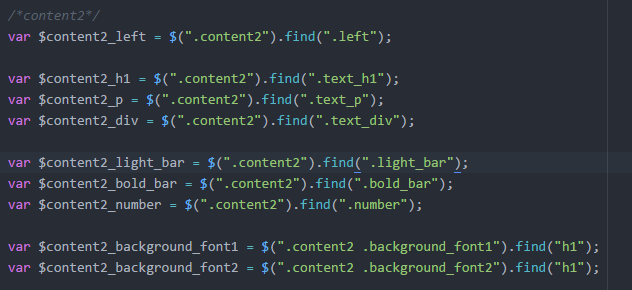 /*content2*/
var $content2_left = $(".content2").find(".left");
var $content2_h1 = $(".content2").find(".text_h1");
var $content2_p = $(".content2").find(".text_p");
var $content2_div = $(".content2").find(".text_div");
var $content2_light_bar = $(".content2").find(".light_bar");
var $content2_bold_bar = $(".content2").find(".bold_bar");
var $content2_number = $(".content2").find(".number");
var $content2_background_font1 = $(".content2 .background_font1").find("h1");
var $content2_background_font2 = $(".content2 .background_font2").find("h1");